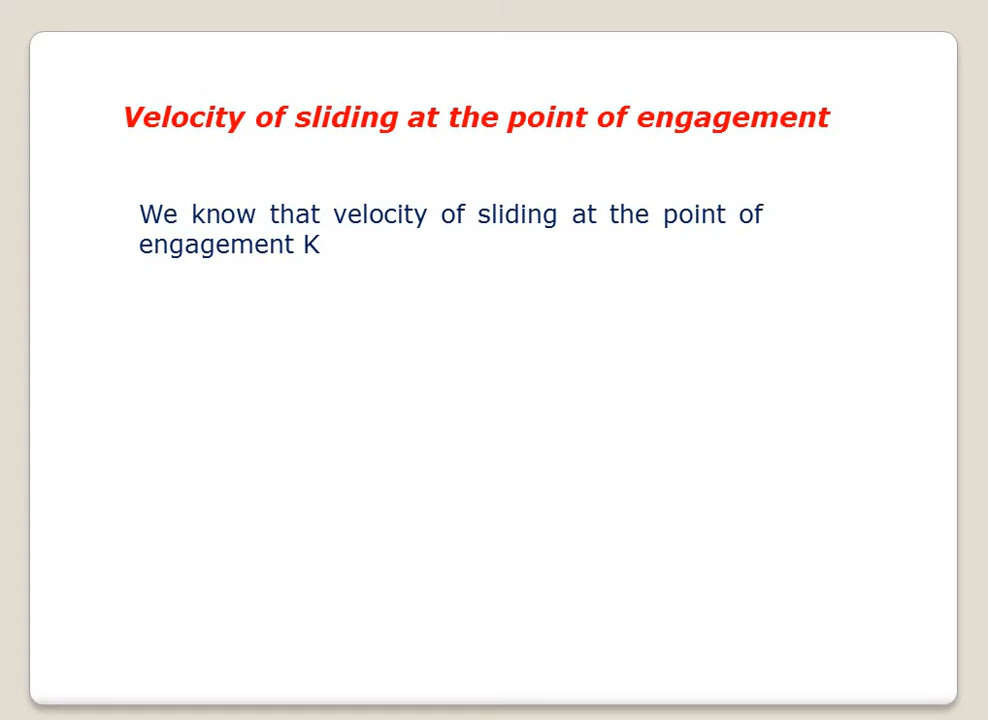 Velocity of sliding at the point of engagement
We know that velocity of sliding at the point of
engagement K